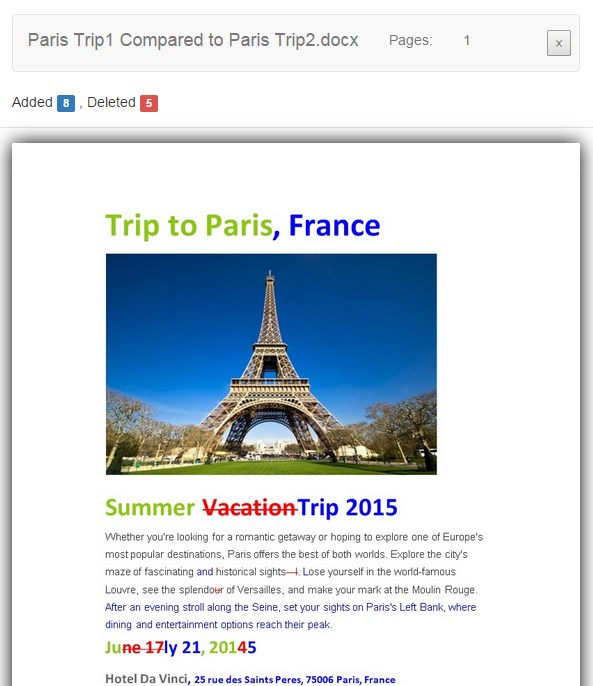 Paris Trip1 Compared to Paris Trip2.docx Pages: 1 x
Added 8 , Deleted 5
Trip to Paris, France
Summer VacationTrip 2015
Whether you're looking for a romantic getaway or hoping to explore one of Europe's
most popular destinations, Paris offers the best of both worlds. Explore the city's
maze of fascinating and historical sights—!. Lose yourself in the world-famous
Louvre, see the splendour of Versailles, and make your mark at the Moulin Rouge.
After an evening stroll along the Seine, set your sights on Paris's Left Bank, where
dining and entertainment options reach their peak.
June 17ly 21, 20145
Hotel Da Vinci, 25 rue des Saints Peres, 75006 Paris, France